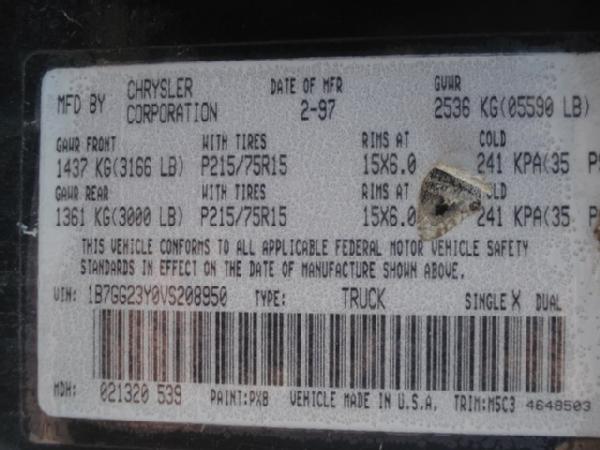 MFD BY CHRYSLER CORPORATION DATE OF MFR 2-97 GVWR 2536 KG(05590 LB)
GAWR FRONT WITH TIRES RIMS AT COLD
1437 KG(3166 LB) P215/75R15 15X6.0 241 KPA(35
GAWR REAR WITH TIRES RIMS AT
1361 KG(3000 LB) P215/75R15 15X6.0 241 KPA(35
THIS VEHICLE CONFORMS TO ALL APPLICABLE FEDERAL MOTOR VEHICLE SAFETY
STANDARDS IN EFFECT ON THE DATE OF MANUFACTURE SHOWN ABOVE.
VIN: 1B7GG23Y0VS208950 TYPE: TRUCK SINGLE X DUAL
MDH: 021320 539 PAINT:PX8 VEHICLE MADE IN U.S.A. TRIM:M5C3 4648503